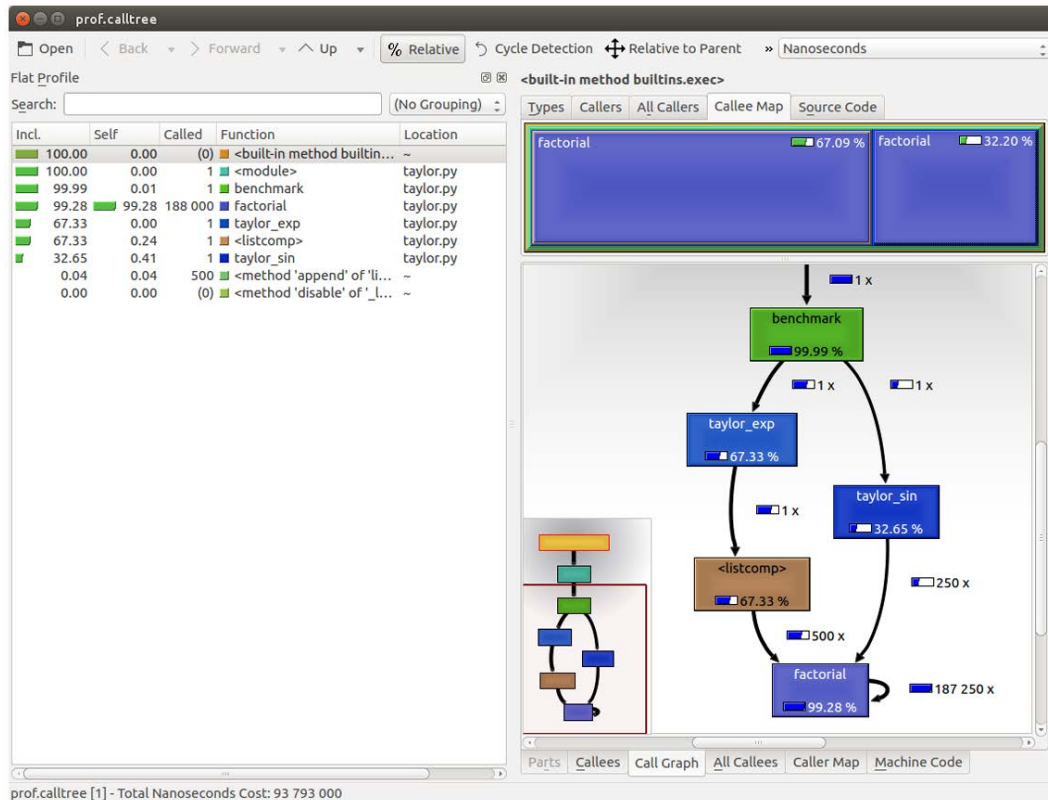 prof.calltree
Open Back Forward Up % Relative Cycle Detection Relative to Parent » Nanoseconds
Flat Profile
Search: (No Grouping)
Incl. Self Called Function Location
100.00 0.00 (0) <built-in method builtin... ~
100.00 0.00 1 <module> taylor.py
99.99 0.01 1 benchmark taylor.py
99.28 99.28 188 000 factorial taylor.py
67.33 0.00 1 taylor_exp taylor.py
67.33 0.24 1 <listcomp> taylor.py
32.65 0.41 1 taylor_sin taylor.py
0.04 0.04 500 <method 'append' of 'li... ~
0.00 0.00 (0) <method 'disable' of '_l... ~
<built-in method builtins.exec>
Types Callers All Callers Callee Map Source Code
factorial 67.09 % factorial 32.20 %
1 x
benchmark
99.99 %
1 x 1 x
taylor_exp
67.33 %
taylor_sin
32.65 %
1 x
<listcomp>
67.33 %
250 x
500 x
factorial
99.28 %
187 250 x
Parts Callees Call Graph All Callees Caller Map Machine Code
prof.calltree [1] - Total Nanoseconds Cost: 93 793 000